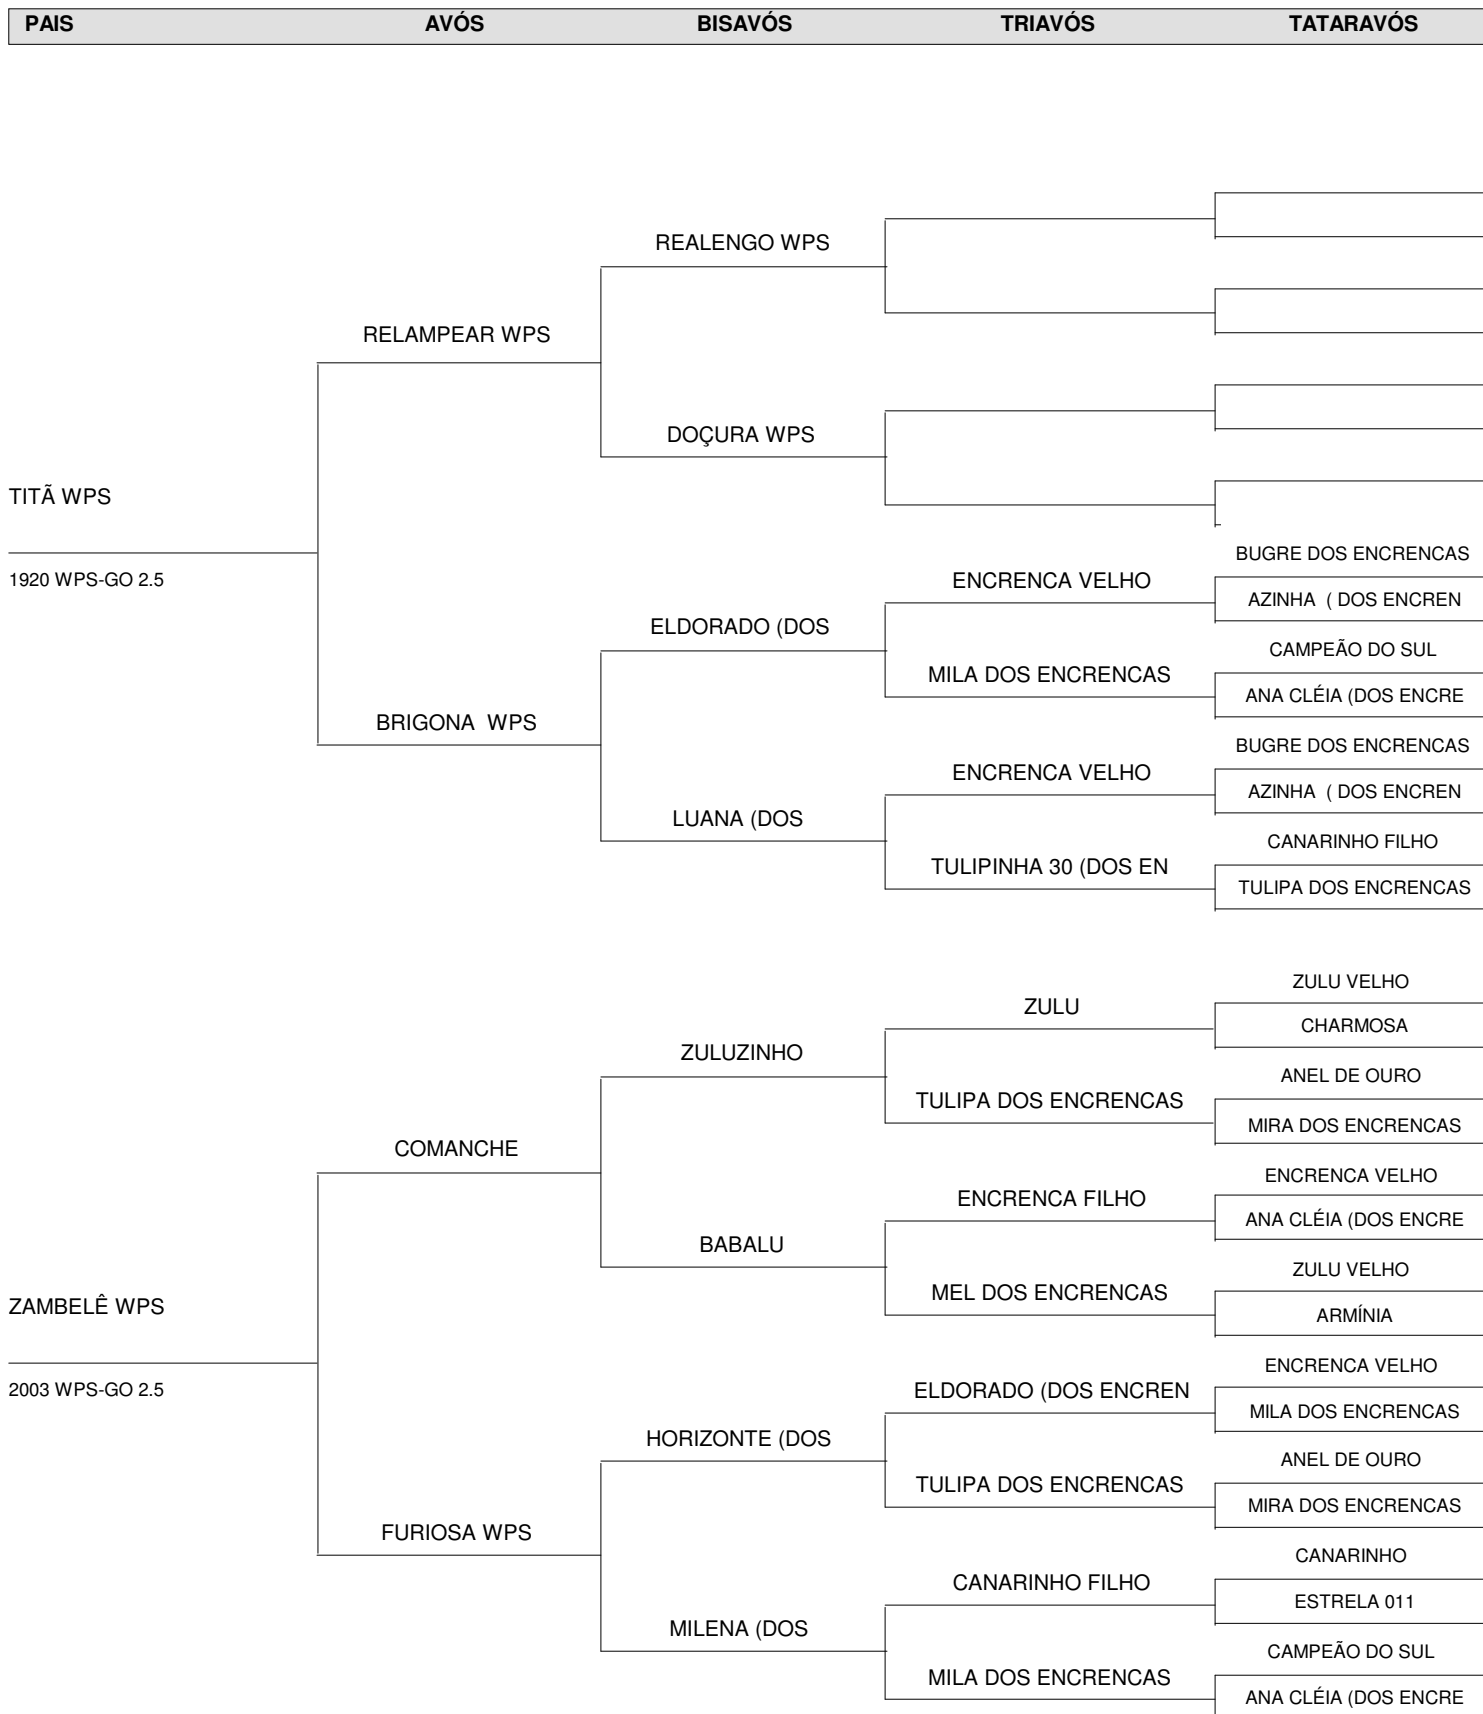 PAIS AVÓS BISAVÓS TRIAVÓS TATARAVÓS
REALENGO WPS
RELAMPEAR WPS
DOÇURA WPS
TITÃ WPS
1920 WPS-GO 2.5
BUGRE DOS ENCRENCAS
ENCRENCA VELHO
AZINHA ( DOS ENCREN
ELDORADO (DOS
CAMPEÃO DO SUL
MILA DOS ENCRENCAS
ANA CLÉIA (DOS ENCRE
BRIGONA WPS
BUGRE DOS ENCRENCAS
ENCRENCA VELHO
AZINHA ( DOS ENCREN
LUANA (DOS
CANARINHO FILHO
TULIPINHA 30 (DOS EN
TULIPA DOS ENCRENCAS
ZULU VELHO
ZULU
CHARMOSA
ZULUZINHO
ANEL DE OURO
TULIPA DOS ENCRENCAS
MIRA DOS ENCRENCAS
COMANCHE
ENCRENCA VELHO
ENCRENCA FILHO
ANA CLÉIA (DOS ENCRE
BABALU
ZULU VELHO
MEL DOS ENCRENCAS
ARMÍNIA
ZAMBELÊ WPS
2003 WPS-GO 2.5
ENCRENCA VELHO
ELDORADO (DOS ENCREN
MILA DOS ENCRENCAS
HORIZONTE (DOS
ANEL DE OURO
TULIPA DOS ENCRENCAS
MIRA DOS ENCRENCAS
FURIOSA WPS
CANARINHO
CANARINHO FILHO
ESTRELA 011
MILENA (DOS
CAMPEÃO DO SUL
MILA DOS ENCRENCAS
ANA CLÉIA (DOS ENCRE